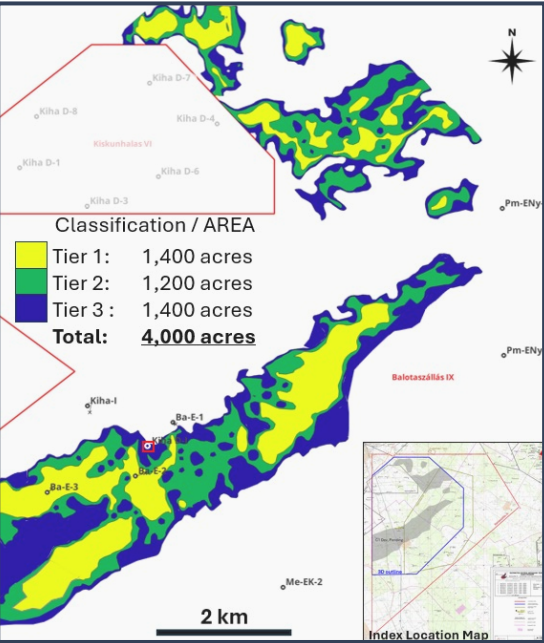 N
Kiha D-7
Kiha D-8
Kiha D-4
Kiskunhalas VI
Kiha D-1
Kiha D-6
Kiha D-3
Pm-ENy-
Classification / AREA
Tier 1: 1,400 acres
Tier 2: 1,200 acres
Tier 3 : 1,400 acres
Total: 4,000 acres
Pm-ENy
Balotaszállás IX
Kiha-I
Ba-E-1
Ba-E-2
Ba-E-3
Me-EK-2
2 km
3D outline
Index Location Map